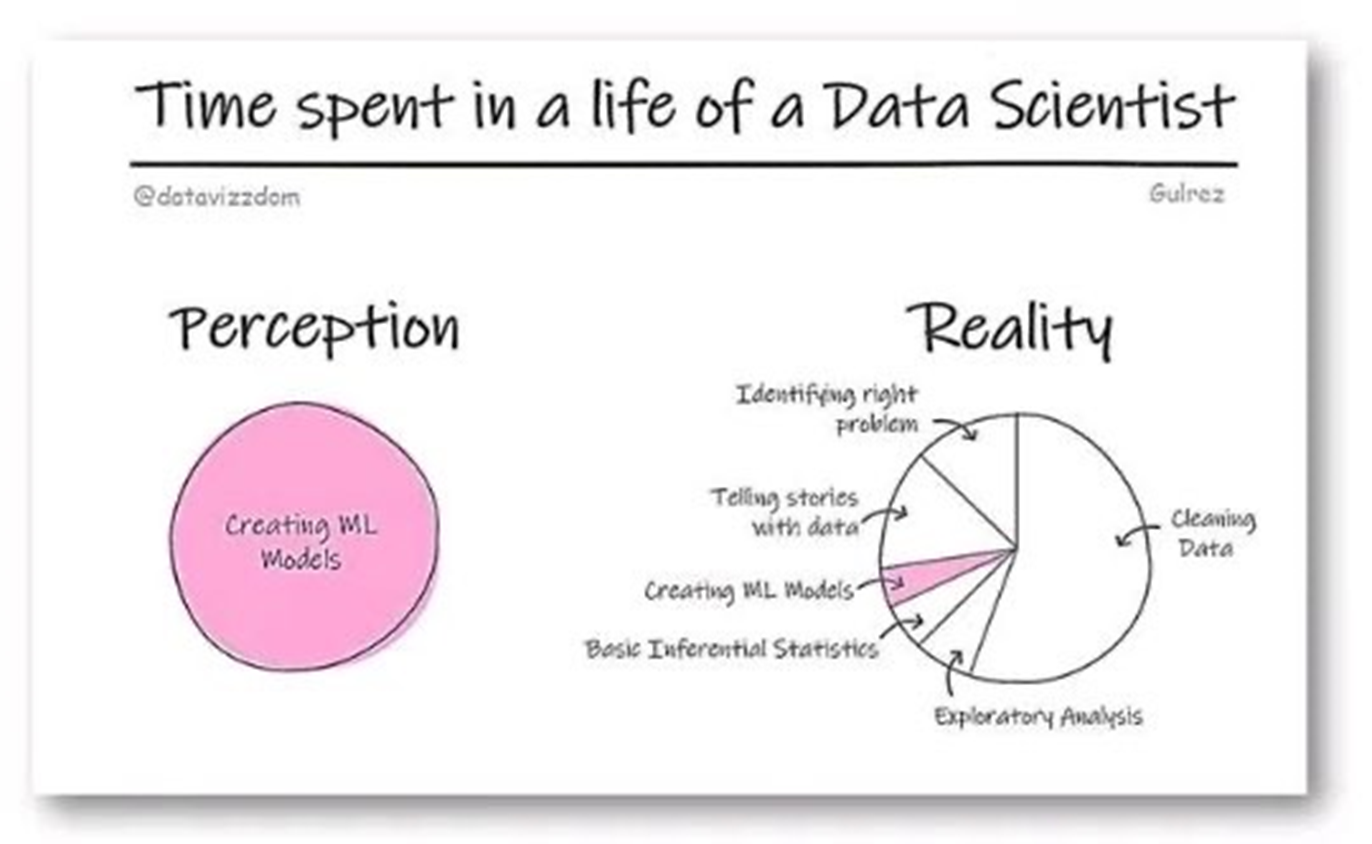 Time spent in a life of a Data Scientist
@datavizzdom
Gulrez
Perception
Creating ML
Models
Reality
Identifying right
problem
Telling stories
with data
Creating ML Models
Basic Inferential Statistics
Exploratory Analysis
Cleaning
Data